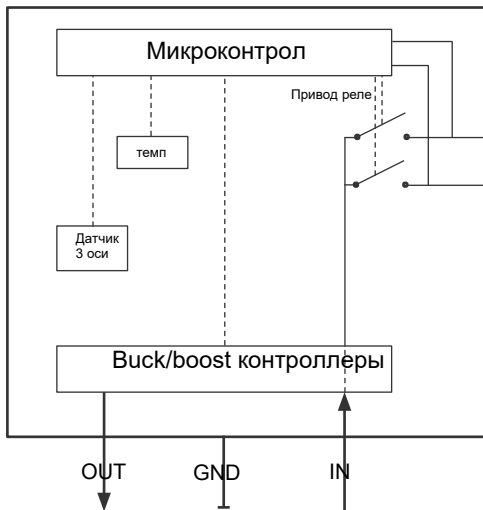 Микроконтрол
Привод реле
темп
Датчик
3 оси
Buck/boost контроллеры
OUT
GND
IN